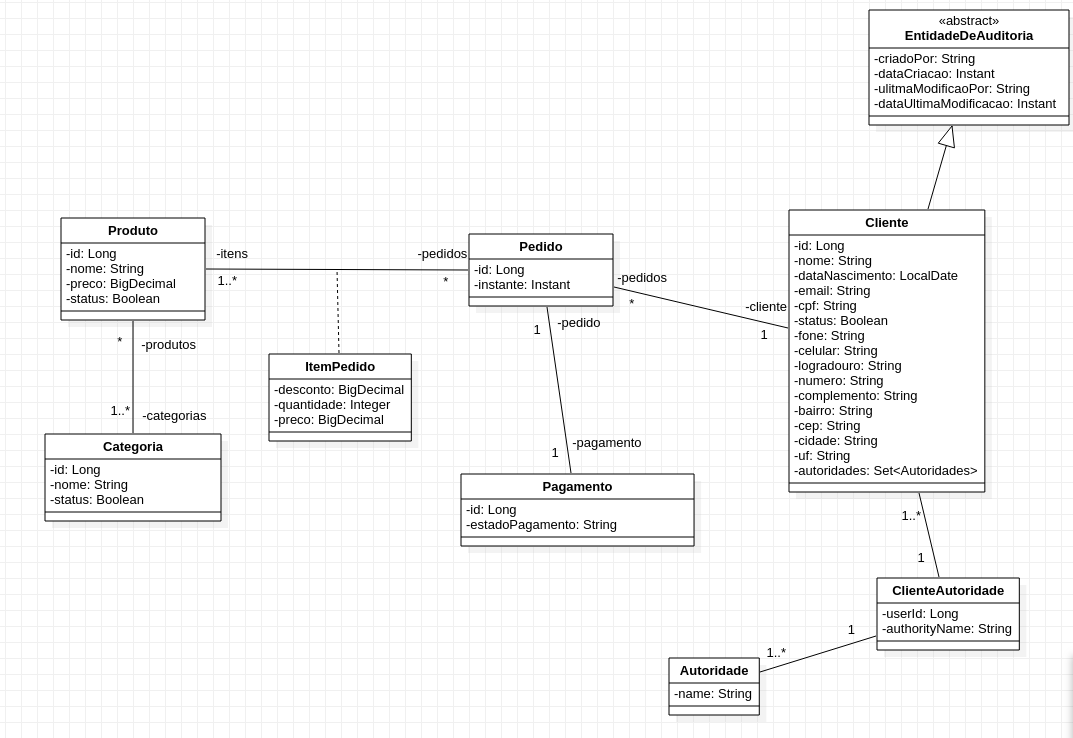 «abstract»
EntidadeDeAuditoria
-criadoPor: String
-dataCriacao: Instant
-ulitmaModificaoPor: String
-dataUltimaModificacao: Instant
Produto
-id: Long
-nome: String
-preco: BigDecimal
-status: Boolean
-itens
1..*
-pedidos
*
Pedido
-id: Long
-instante: Instant
-pedidos
*
-cliente
1
Cliente
-id: Long
-nome: String
-dataNascimento: LocalDate
-email: String
-cpf: String
-status: Boolean
-fone: String
-celular: String
-logradouro: String
-numero: String
-complemento: String
-bairro: String
-cep: String
-cidade: String
-uf: String
-autoridades: Set<Autoridades>
1 -pedido
* -produtos
ItemPedido
-desconto: BigDecimal
-quantidade: Integer
-preco: BigDecimal
1..* -categorias
Categoria
-id: Long
-nome: String
-status: Boolean
-pagamento
1
Pagamento
-id: Long
-estadoPagamento: String
1..*
1
ClienteAutoridade
-userId: Long
-authorityName: String
1
1..*
Autoridade
-name: String